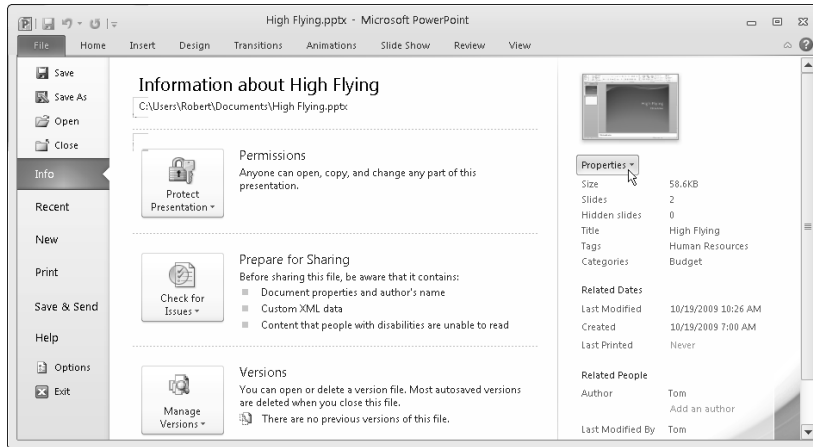 High Flying.pptx - Microsoft PowerPoint
File Home Insert Design Transitions Animations Slide Show Review View
Save
Save As
Open
Close
Info
Recent
New
Print
Save & Send
Help
Options
Exit
Information about High Flying
C:\Users\Robert\Documents\High Flying.pptx
Protect
Presentation
Permissions
Anyone can open, copy, and change any part of this
presentation.
Check for
Issues
Prepare for Sharing
Before sharing this file, be aware that it contains:
Document properties and author's name
Custom XML data
Content that people with disabilities are unable to read
Manage
Versions
Versions
You can open or delete a version file. Most autosaved versions
are deleted when you close this file.
There are no previous versions of this file.
High Flying
Properties
Size 58.6KB
Slides 2
Hidden slides 0
Title High Flying
Tags Human Resources
Categories Budget
Related Dates
Last Modified 10/19/2009 10:26 AM
Created 10/19/2009 7:00 AM
Last Printed Never
Related People
Author Tom
Add an author
Last Modified By Tom